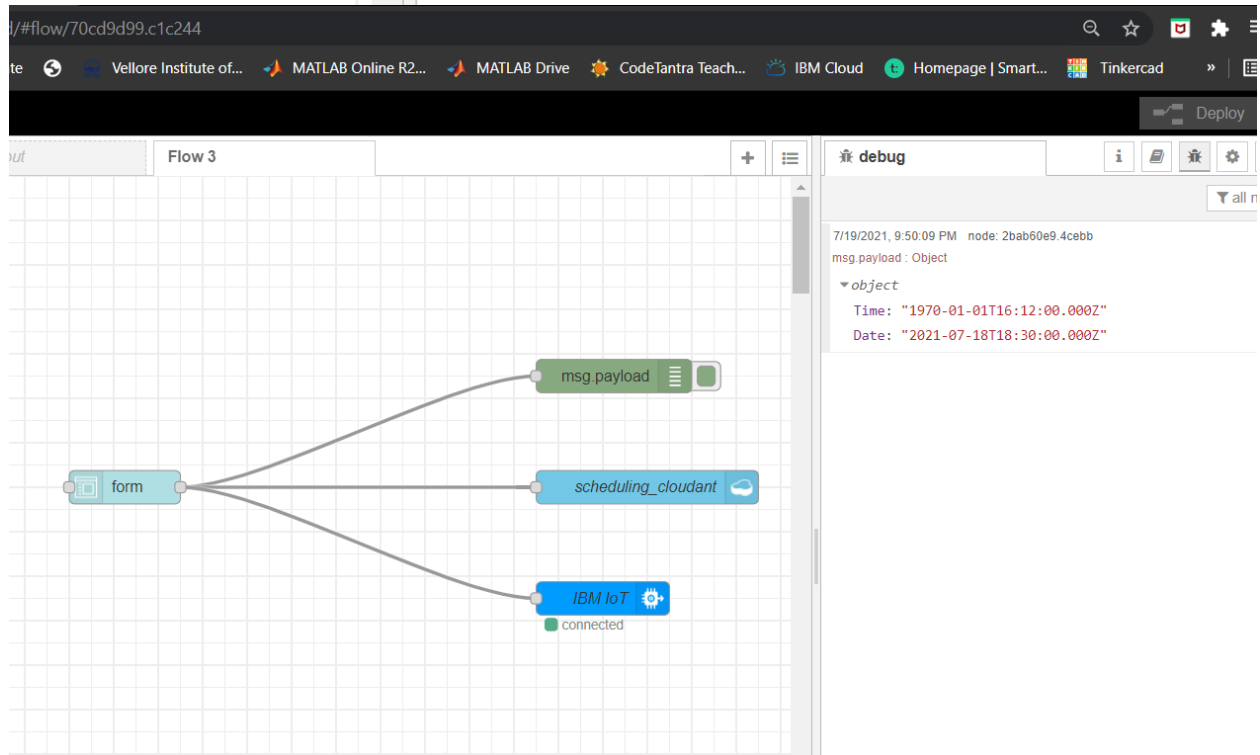 l/#flow/70cd9d99.c1c244
te Vellore Institute of... MATLAB Online R2... MATLAB Drive CodeTantra Teach... IBM Cloud Homepage | Smart... Tinkercad »
Deploy
out Flow 3
debug
all n
7/19/2021, 9:50:09 PM node: 2bab60e9.4cebb
msg.payload : Object
object
Time: "1970-01-01T16:12:00.000Z"
Date: "2021-07-18T18:30:00.000Z"
msg.payload
form
scheduling_cloudant
IBM IoT
connected